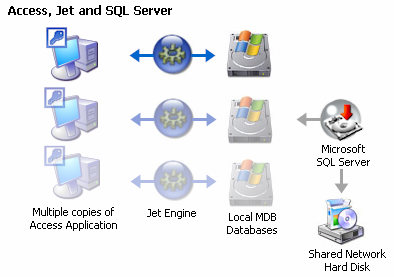 Access, Jet and SQL Server
Microsoft
SQL Server
Multiple copies of
Access Application
Jet Engine
Local MDB
Databases
Shared Network
Hard Disk